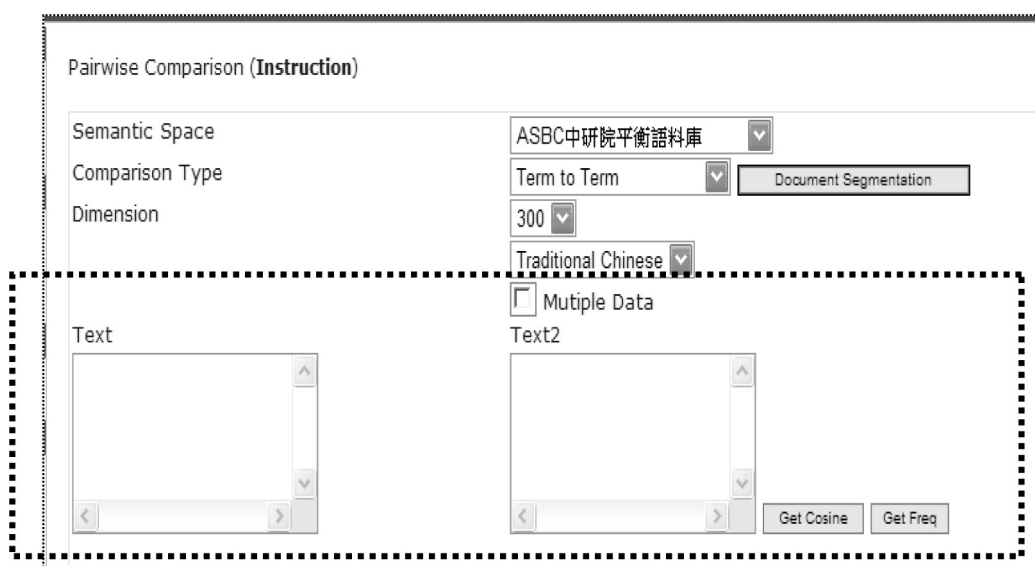 Pairwise Comparison (Instruction)
Semantic Space ASBC中研院平衡語料庫
Comparison Type Term to Term Document Segmentation
Dimension 300
Traditional Chinese
Mutiple Data
Text Text2
Get Cosine Get Freq